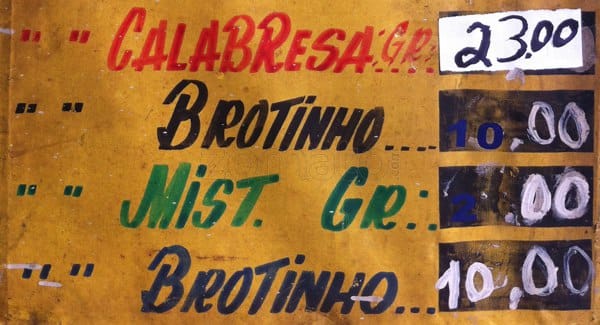 " " CALABRESA: GR: 23.00
" " BROTINHO.... 10,00
" " MIST. GR:. 2 00
" " BROTINHO... 10,00